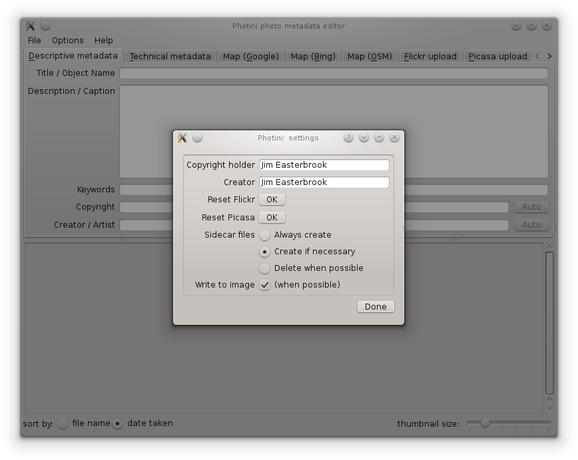 Photini photo metadata editor
File Options Help
Descriptive metadata Technical metadata Map (Google) Map (Bing) Map (OSM) Flickr upload Picasa upload
Title / Object Name
Description / Caption
Photini: settings
Copyright holder Jim Easterbrook
Creator Jim Easterbrook
Keywords
Reset Flickr OK
Copyright Auto
Reset Picasa OK
Creator / Artist Auto
Sidecar files Always create
Create if necessary
Delete when possible
Write to image (when possible)
Done
sort by: file name date taken thumbnail size: